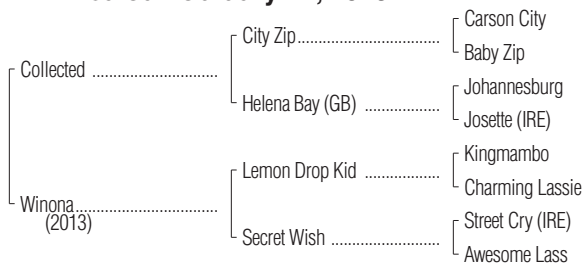 Carson City
City Zip
Baby Zip
Collected
Johannesburg
Helena Bay (GB)
Josette (IRE)
Kingmambo
Lemon Drop Kid
Charming Lassie
Winona
(2013)
Street Cry (IRE)
Secret Wish
Awesome Lass